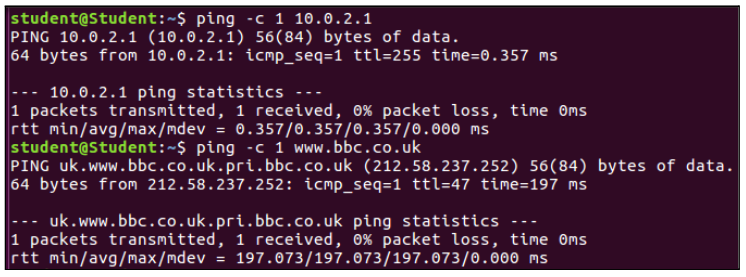 student@Student:~$ ping -c 1 10.0.2.1
PING 10.0.2.1 (10.0.2.1) 56(84) bytes of data.
64 bytes from 10.0.2.1: icmp_seq=1 ttl=255 time=0.357 ms

--- 10.0.2.1 ping statistics ---
1 packets transmitted, 1 received, 0% packet loss, time 0ms
rtt min/avg/max/mdev = 0.357/0.357/0.357/0.000 ms
student@Student:~$ ping -c 1 www.bbc.co.uk
PING uk.www.bbc.co.uk.pri.bbc.co.uk (212.58.237.252) 56(84) bytes of data.
64 bytes from 212.58.237.252: icmp_seq=1 ttl=47 time=197 ms

--- uk.www.bbc.co.uk.pri.bbc.co.uk ping statistics ---
1 packets transmitted, 1 received, 0% packet loss, time 0ms
rtt min/avg/max/mdev = 197.073/197.073/197.073/0.000 ms